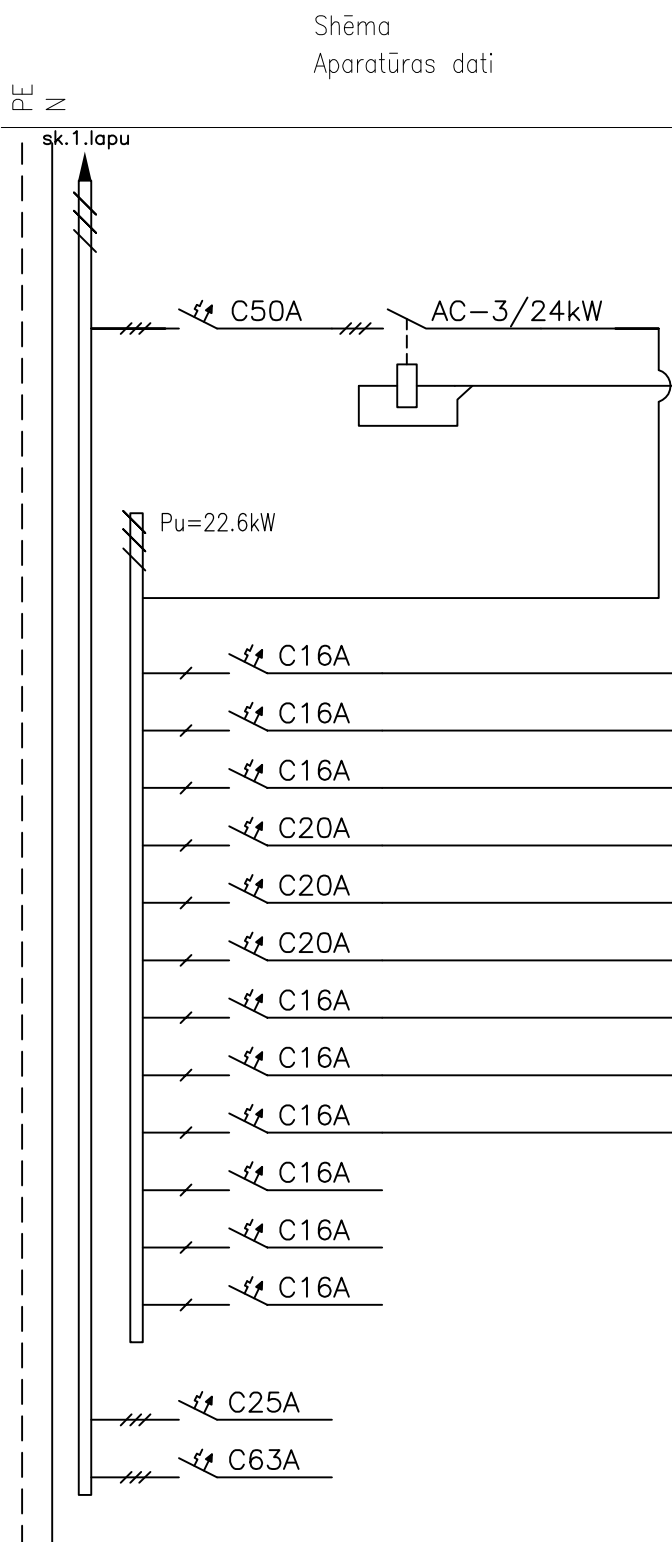 Shēma
Aparatūras dati
PE
N
sk.1.lapu
C50A
AC-3/24kW
Pu=22.6kW
C16A
C16A
C16A
C20A
C20A
C20A
C16A
C16A
C16A
C16A
C16A
C16A
C25A
C63A